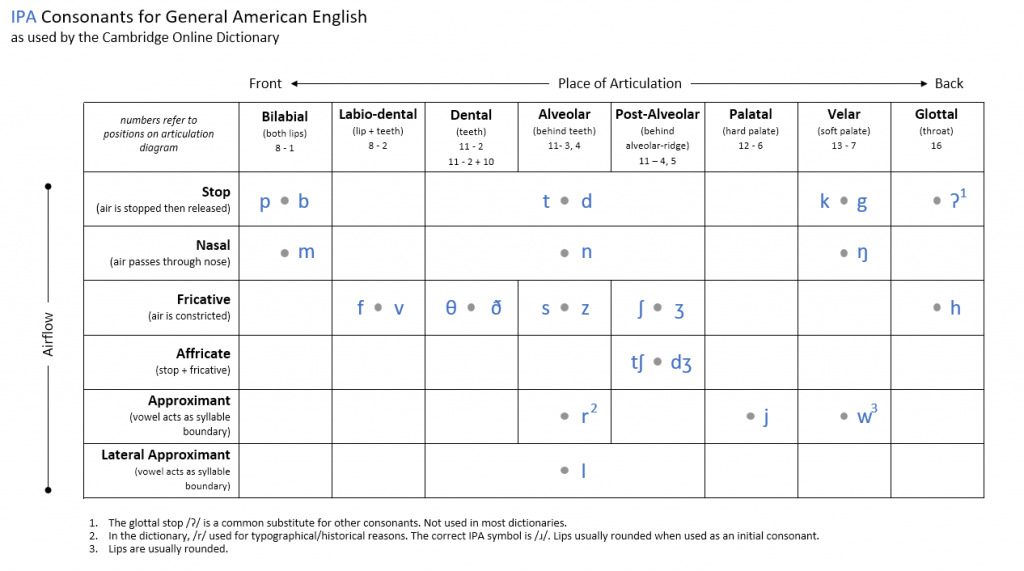 IPA Consonants for General American English
as used by the Cambridge Online Dictionary
Front Place of Articulation Back
numbers refer to
positions on articulation
diagram
Bilabial
(both lips)
8 - 1
Labio-dental
(lip + teeth)
8 - 2
Dental
(teeth)
11 - 2
11 - 2 + 10
Alveolar
(behind teeth)
11- 3, 4
Post-Alveolar
(behind
alveolar-ridge)
11 – 4, 5
Palatal
(hard palate)
12 - 6
Velar
(soft palate)
13 - 7
Glottal
(throat)
16
Airflow
Stop
(air is stopped then released)
p • b
t • d
k • g
• ʔ¹
Nasal
(air passes through nose)
• m
• n
• ŋ
Fricative
(air is constricted)
f • v
θ • ð
s • z
ʃ • ʒ
• h
Affricate
(stop + fricative)
tʃ • dʒ
Approximant
(vowel acts as syllable
boundary)
• r²
• j
• w³
Lateral Approximant
(vowel acts as syllable
boundary)
• l
1. The glottal stop /ʔ/ is a common substitute for other consonants. Not used in most dictionaries.
2. In the dictionary, /r/ used for typographical/historical reasons. The correct IPA symbol is /ɹ/. Lips usually rounded when used as an initial consonant.
3. Lips are usually rounded.